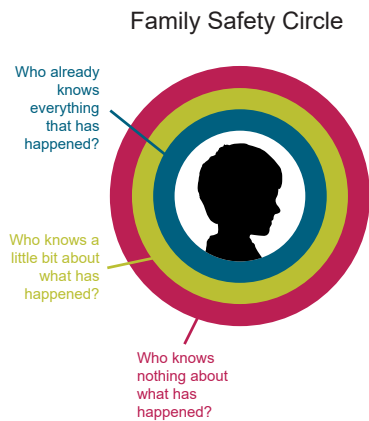 Family Safety Circle
Who already
knows
everything
that has
happened?
Who knows a
little bit about
what has
happened?
Who knows
nothing about
what has
happened?